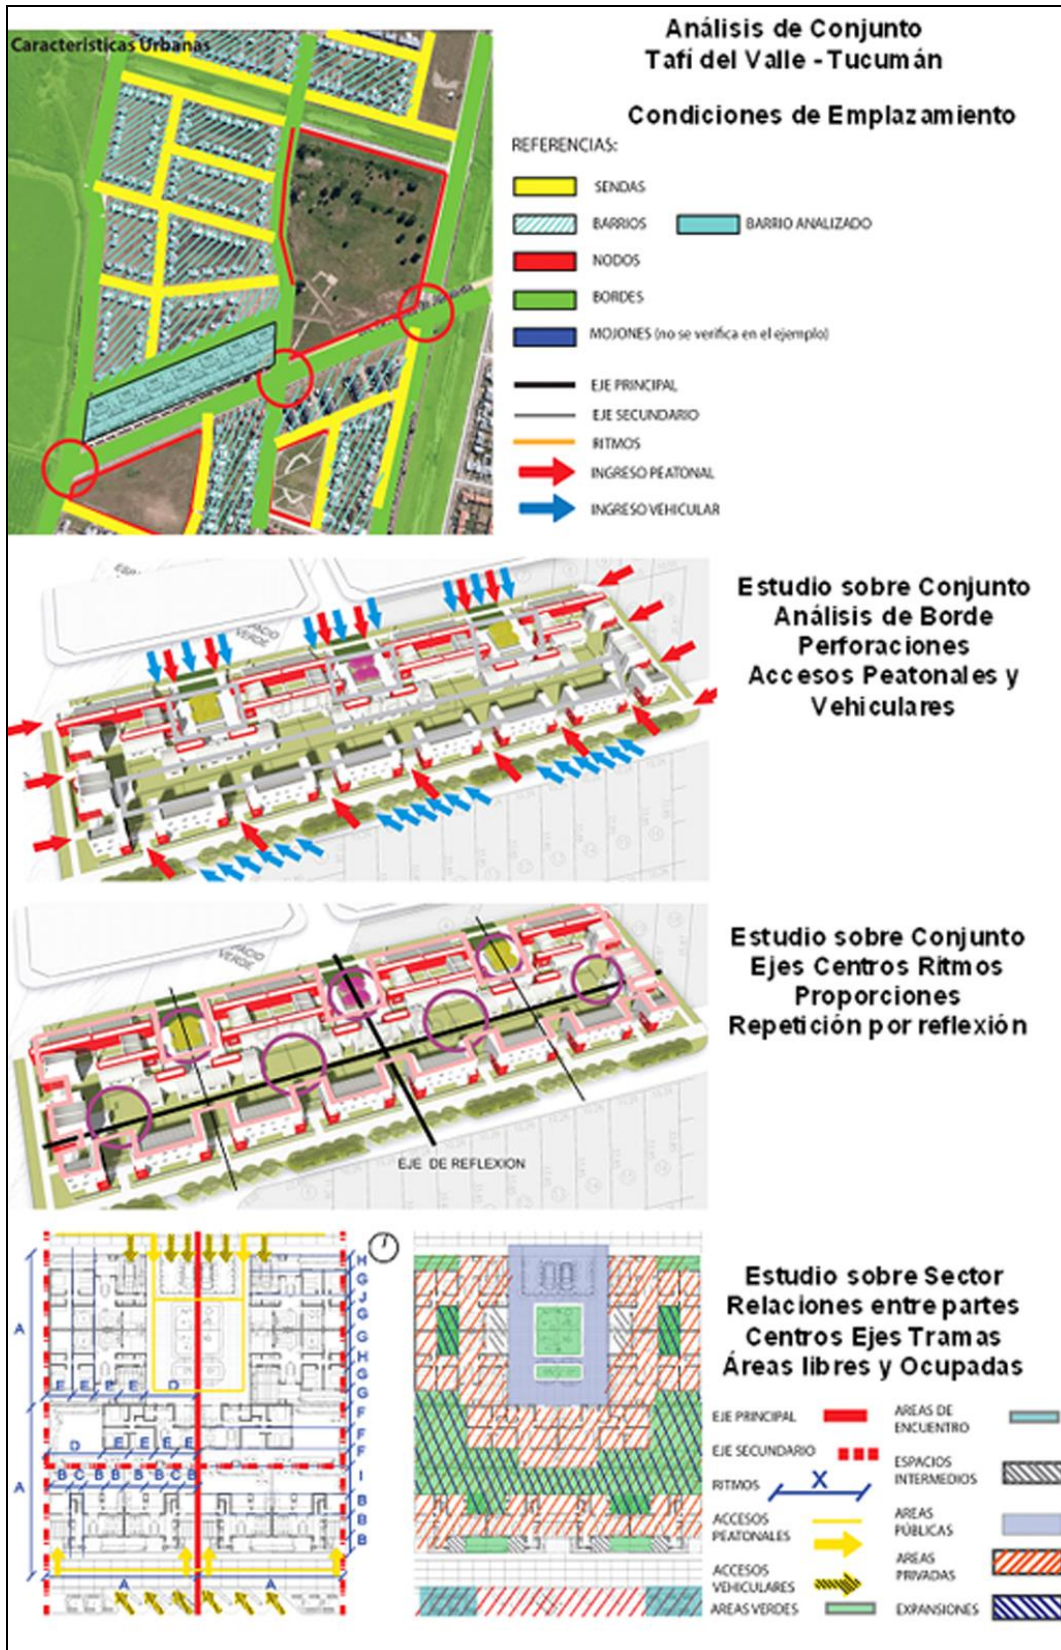 Características Urbanas
Análisis de Conjunto
Tafí del Valle - Tucumán
Condiciones de Emplazamiento
REFERENCIAS:
SENDAS
BARRIOS
BARRIO ANALIZADO
NODOS
BORDES
MOJONES (no se verifica en el ejemplo)
EJE PRINCIPAL
EJE SECUNDARIO
RITMOS
INGRESO PEATONAL
INGRESO VEHICULAR
VERDE
Estudio sobre Conjunto
Análisis de Borde
Perforaciones
Accesos Peatonales y
Vehiculares
PACIO
VERDE
Estudio sobre Conjunto
Ejes Centros Ritmos
Proporciones
Repetición por reflexión
EJE DE REFLEXION
Estudio sobre Sector
Relaciones entre partes
Centros Ejes Tramas
Áreas libres y Ocupadas
A
A
H
G
J
G
G
H
G
G
F
F
F
I
B
B
B
D
D
E E E E
B C B B B B C B
A
A
EJE PRINCIPAL
EJE SECUNDARIO
RITMOS
X
ACCESOS
PEATONALES
ACCESOS
VEHICULARES
AREAS VERDES
AREAS DE
ENCUENTRO
ESPACIOS
INTERMEDIOS
AREAS
PÚBLICAS
AREAS
PRIVADAS
EXPANSIONES